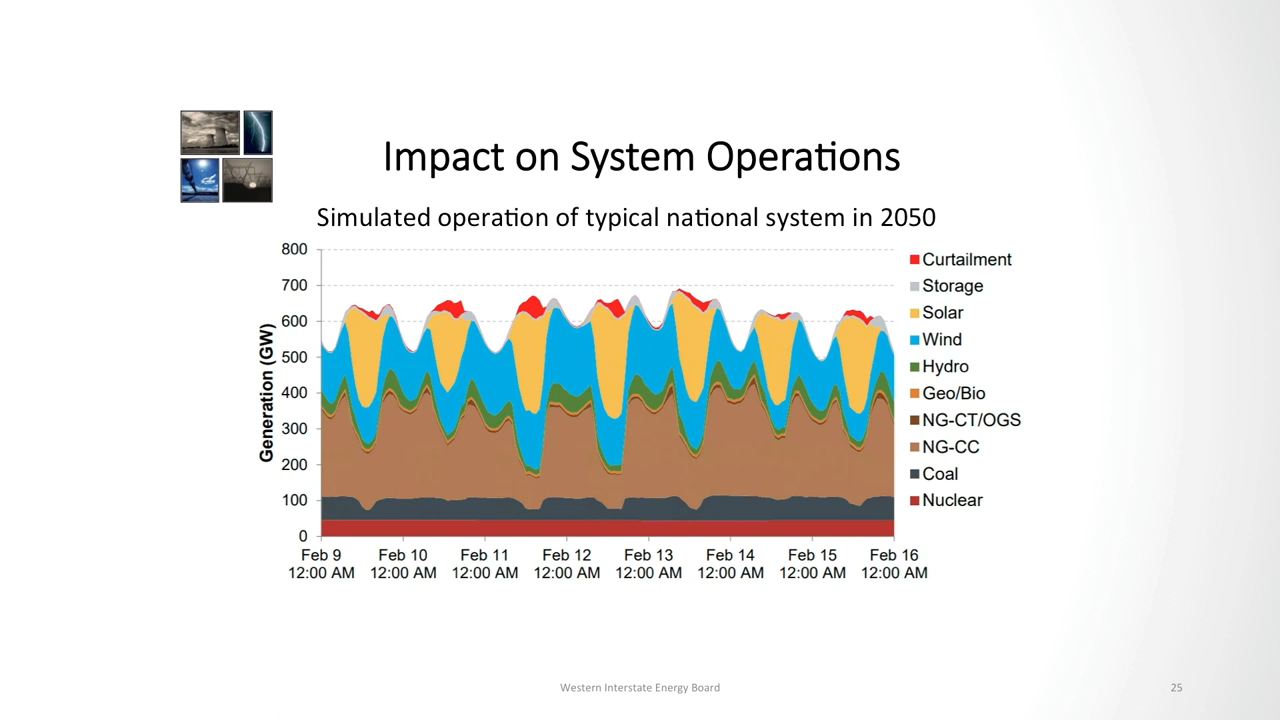 Impact on System Operations
Simulated operation of typical national system in 2050
Generation (GW)
800
700
600
500
400
300
200
100
0
Feb 9 Feb 10 Feb 11 Feb 12 Feb 13 Feb 14 Feb 15 Feb 16
12:00 AM 12:00 AM 12:00 AM 12:00 AM 12:00 AM 12:00 AM 12:00 AM 12:00 AM
Curtailment
Storage
Solar
Wind
Hydro
Geo/Bio
NG-CT/OGS
NG-CC
Coal
Nuclear
Western Interstate Energy Board
25